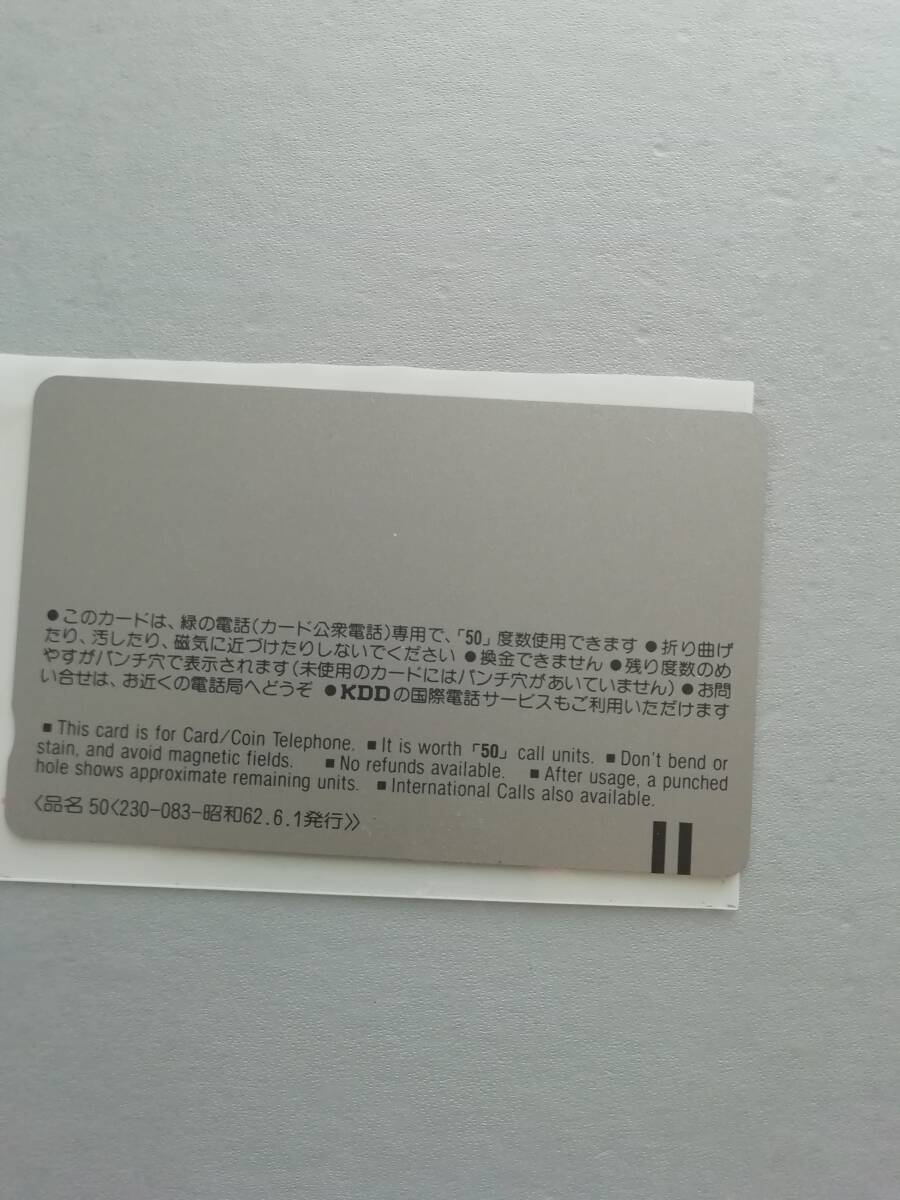 ●このカードは、緑の電話(カード公衆電話)専用で、「50」度数使用できます ●折り曲げ
たり、汚したり、磁気に近づけたりしないでください ●換金できません ●残り度数のめ
やすがパンチ穴で表示されます(未使用のカードにはパンチ穴があいていません) ●お問
い合せは、お近くの電話局へどうぞ ●KDDの国際電話サービスもご利用いただけます
■ This card is for Card/Coin Telephone. ■ It is worth 「50」 call units. ■ Don't bend or
stain, and avoid magnetic fields. ■ No refunds available. ■ After usage, a punched
hole shows approximate remaining units. ■ International Calls also available.
〈品名 50〈230-083-昭和62.6.1発行〉〉